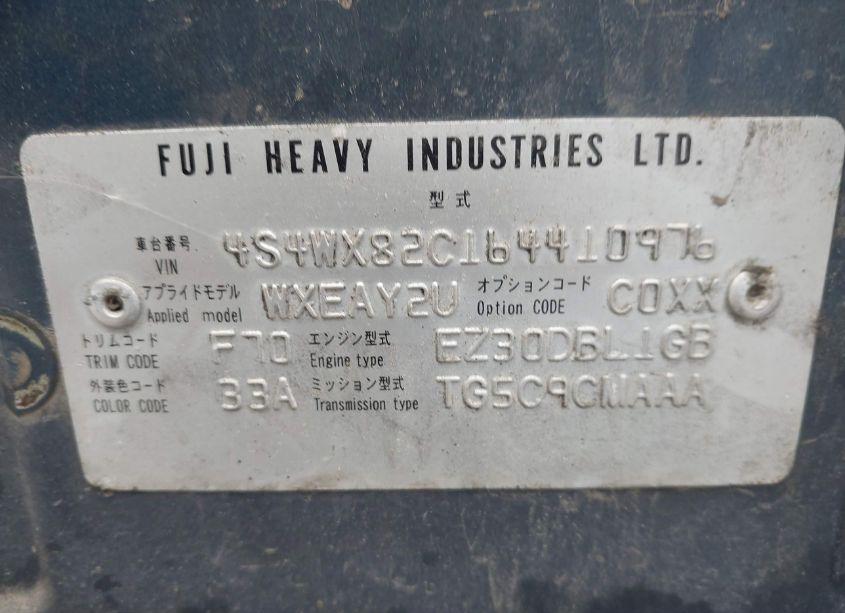 FUJI HEAVY INDUSTRIES LTD.
型式
車台番号. 4S4WX82C164410976
VIN
アプライドモデル WXEAY2U オプションコード COXX
Applied model Option CODE
トリムコード F70 エンジン型式 EZ30DBL1GB
TRIM CODE Engine type
外装色コード 33A ミッション型式 TG5C9CMAAA
COLOR CODE Transmission type